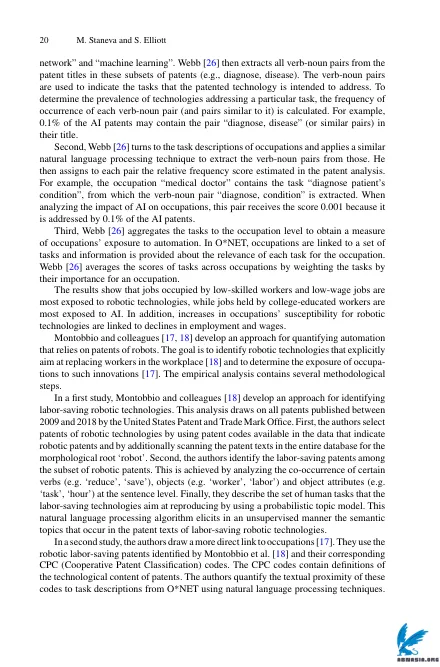 20 M. Staneva and S. Elliott
network” and “machine learning”. Webb [26] then extracts all verb-noun pairs from the
patent titles in these subsets of patents (e.g., diagnose, disease). The verb-noun pairs
are used to indicate the tasks that the patented technology is intended to address. To
determine the prevalence of technologies addressing a particular task, the frequency of
occurrence of each verb-noun pair (and pairs similar to it) is calculated. For example,
0.1% of the AI patents may contain the pair “diagnose, disease” (or similar pairs) in
their title.
Second, Webb [26] turns to the task descriptions of occupations and applies a similar
natural language processing technique to extract the verb-noun pairs from those. He
then assigns to each pair the relative frequency score estimated in the patent analysis.
For example, the occupation “medical doctor” contains the task “diagnose patient’s
condition”, from which the verb-noun pair “diagnose, condition” is extracted. When
analyzing the impact of AI on occupations, this pair receives the score 0.001 because it
is addressed by 0.1% of the AI patents.
Third, Webb [26] aggregates the tasks to the occupation level to obtain a measure
of occupations’ exposure to automation. In O*NET, occupations are linked to a set of
tasks and information is provided about the relevance of each task for the occupation.
Webb [26] averages the scores of tasks across occupations by weighting the tasks by
their importance for an occupation.
The results show that jobs occupied by low-skilled workers and low-wage jobs are
most exposed to robotic technologies, while jobs held by college-educated workers are
most exposed to AI. In addition, increases in occupations’ susceptibility for robotic
technologies are linked to declines in employment and wages.
Montobbio and colleagues [17, 18] develop an approach for quantifying automation
that relies on patents of robots. The goal is to identify robotic technologies that explicitly
aim at replacing workers in the workplace [18] and to determine the exposure of occupa-
tions to such innovations [17]. The empirical analysis contains several methodological
steps.
In a first study, Montobbio and colleagues [18] develop an approach for identifying
labor-saving robotic technologies. This analysis draws on all patents published between
2009 and 2018 by the United States Patent and Trade Mark Office. First, the authors select
patents of robotic technologies by using patent codes available in the data that indicate
robotic patents and by additionally scanning the patent texts in the entire database for the
morphological root ‘robot’. Second, the authors identify the labor-saving patents among
the subset of robotic patents. This is achieved by analyzing the co-occurrence of certain
verbs (e.g. ‘reduce’, ‘save’), objects (e.g. ‘worker’, ‘labor’) and object attributes (e.g.
‘task’, ‘hour’) at the sentence level. Finally, they describe the set of human tasks that the
labor-saving technologies aim at reproducing by using a probabilistic topic model. This
natural language processing algorithm elicits in an unsupervised manner the semantic
topics that occur in the patent texts of labor-saving robotic technologies.
In a second study, the authors draw a more direct link to occupations [17]. They use the
robotic labor-saving patents identified by Montobbio et al. [18] and their corresponding
CPC (Cooperative Patent Classification) codes. The CPC codes contain definitions of
the technological content of patents. The authors quantify the textual proximity of these
codes to task descriptions from O*NET using natural language processing techniques.